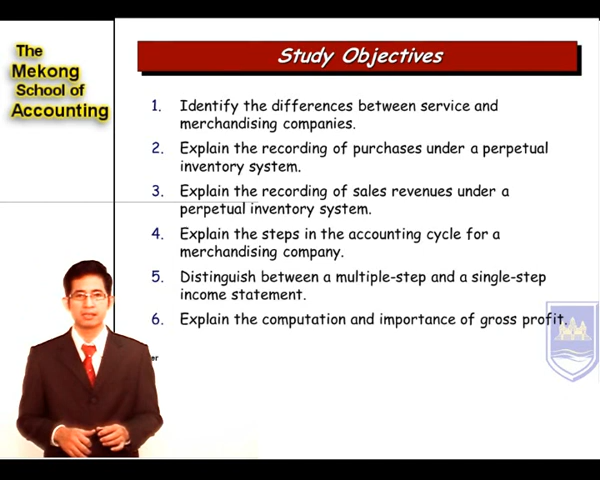 The
Mekong
School of
Accounting
Study Objectives
1. Identify the differences between service and
merchandising companies.
2. Explain the recording of purchases under a perpetual
inventory system.
3. Explain the recording of sales revenues under a
perpetual inventory system.
4. Explain the steps in the accounting cycle for a
merchandising company.
5. Distinguish between a multiple-step and a single-step
income statement.
6. Explain the computation and importance of gross profit.
er